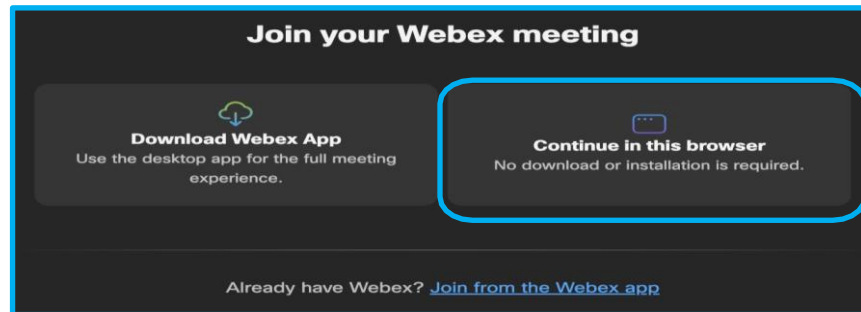 Join your Webex meeting
Download Webex App
Use the desktop app for the full meeting
experience.
Continue in this browser
No download or installation is required.
Already have Webex? Join from the Webex app